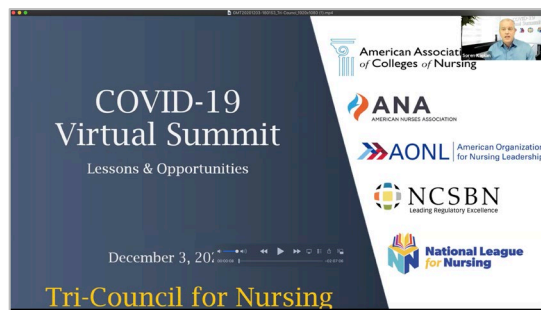 COVID-19
Virtual Summit
Lessons & Opportunities
December 3, 202
Tri-Council for Nursing
American Associati
of Colleges of Nursing
ANA
AMERICAN NURSES ASSOCIATION
AONL
American Organization
for Nursing Leadership
NCSBN
Leading Regulatory Excellence
National League
for Nursing